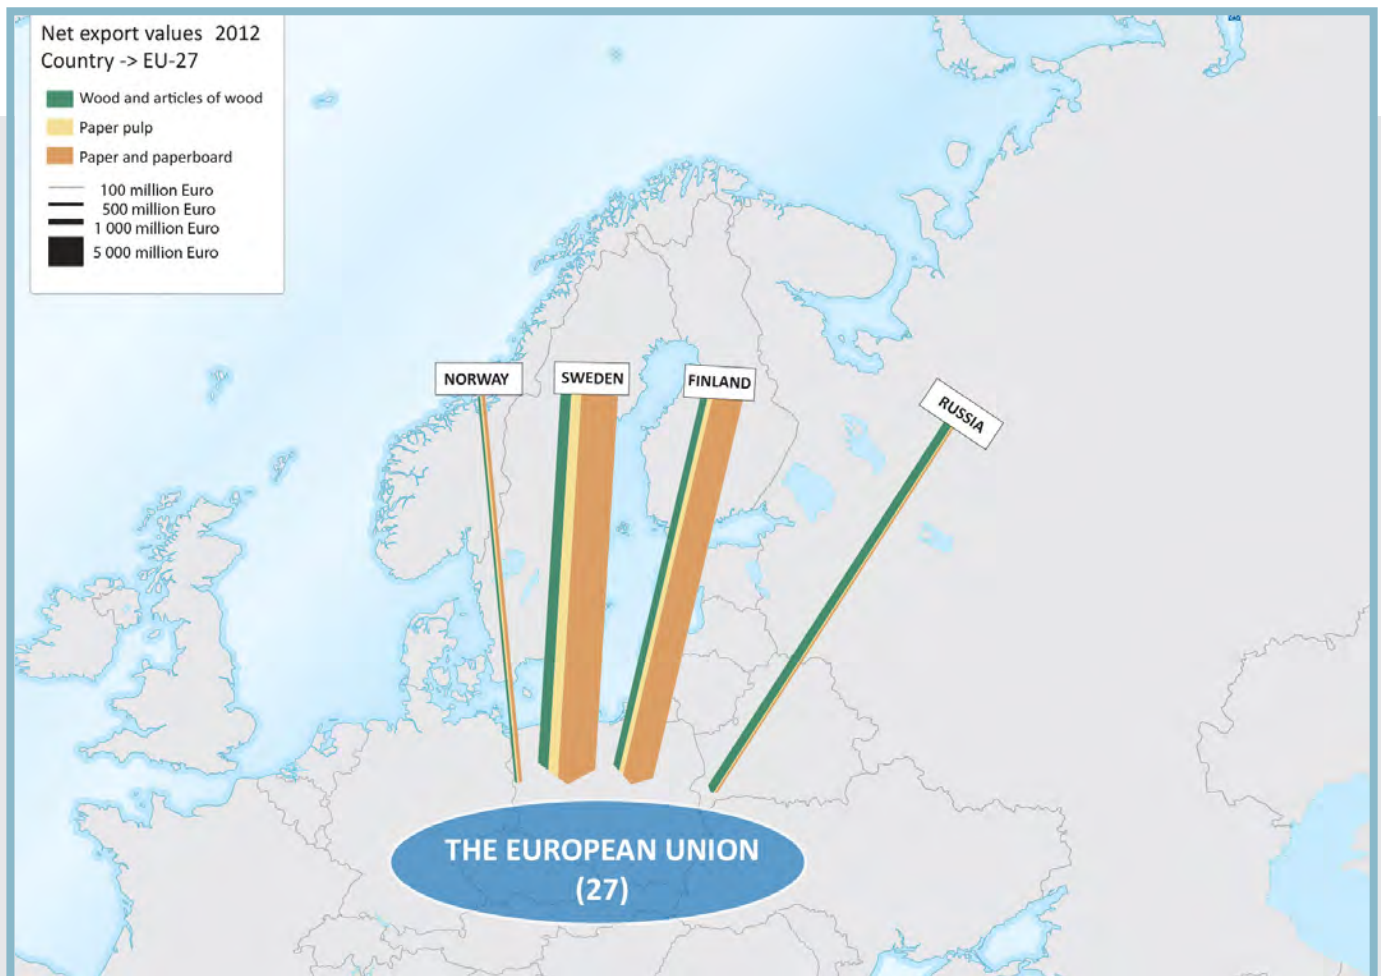 Net export values 2012
Country -> EU-27
Wood and articles of wood
Paper pulp
Paper and paperboard
100 million Euro
500 million Euro
1 000 million Euro
5 000 million Euro
NORWAY
SWEDEN
FINLAND
RUSSIA
THE EUROPEAN UNION
(27)